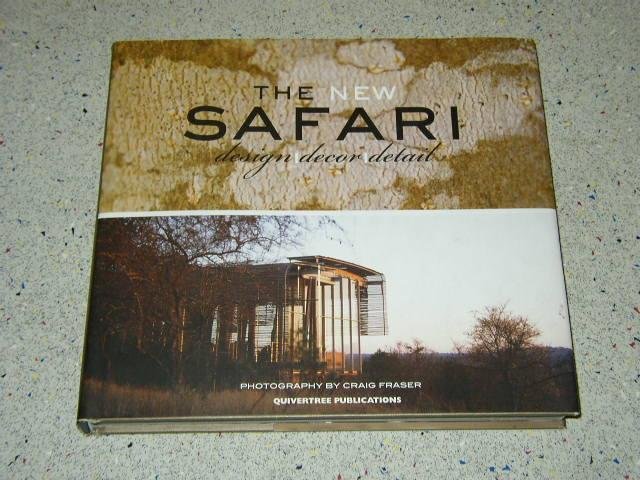 THE NEW
SAFARI
design|decor|detail
PHOTOGRAPHY BY CRAIG FRASER
QUIVERTREE PUBLICATIONS